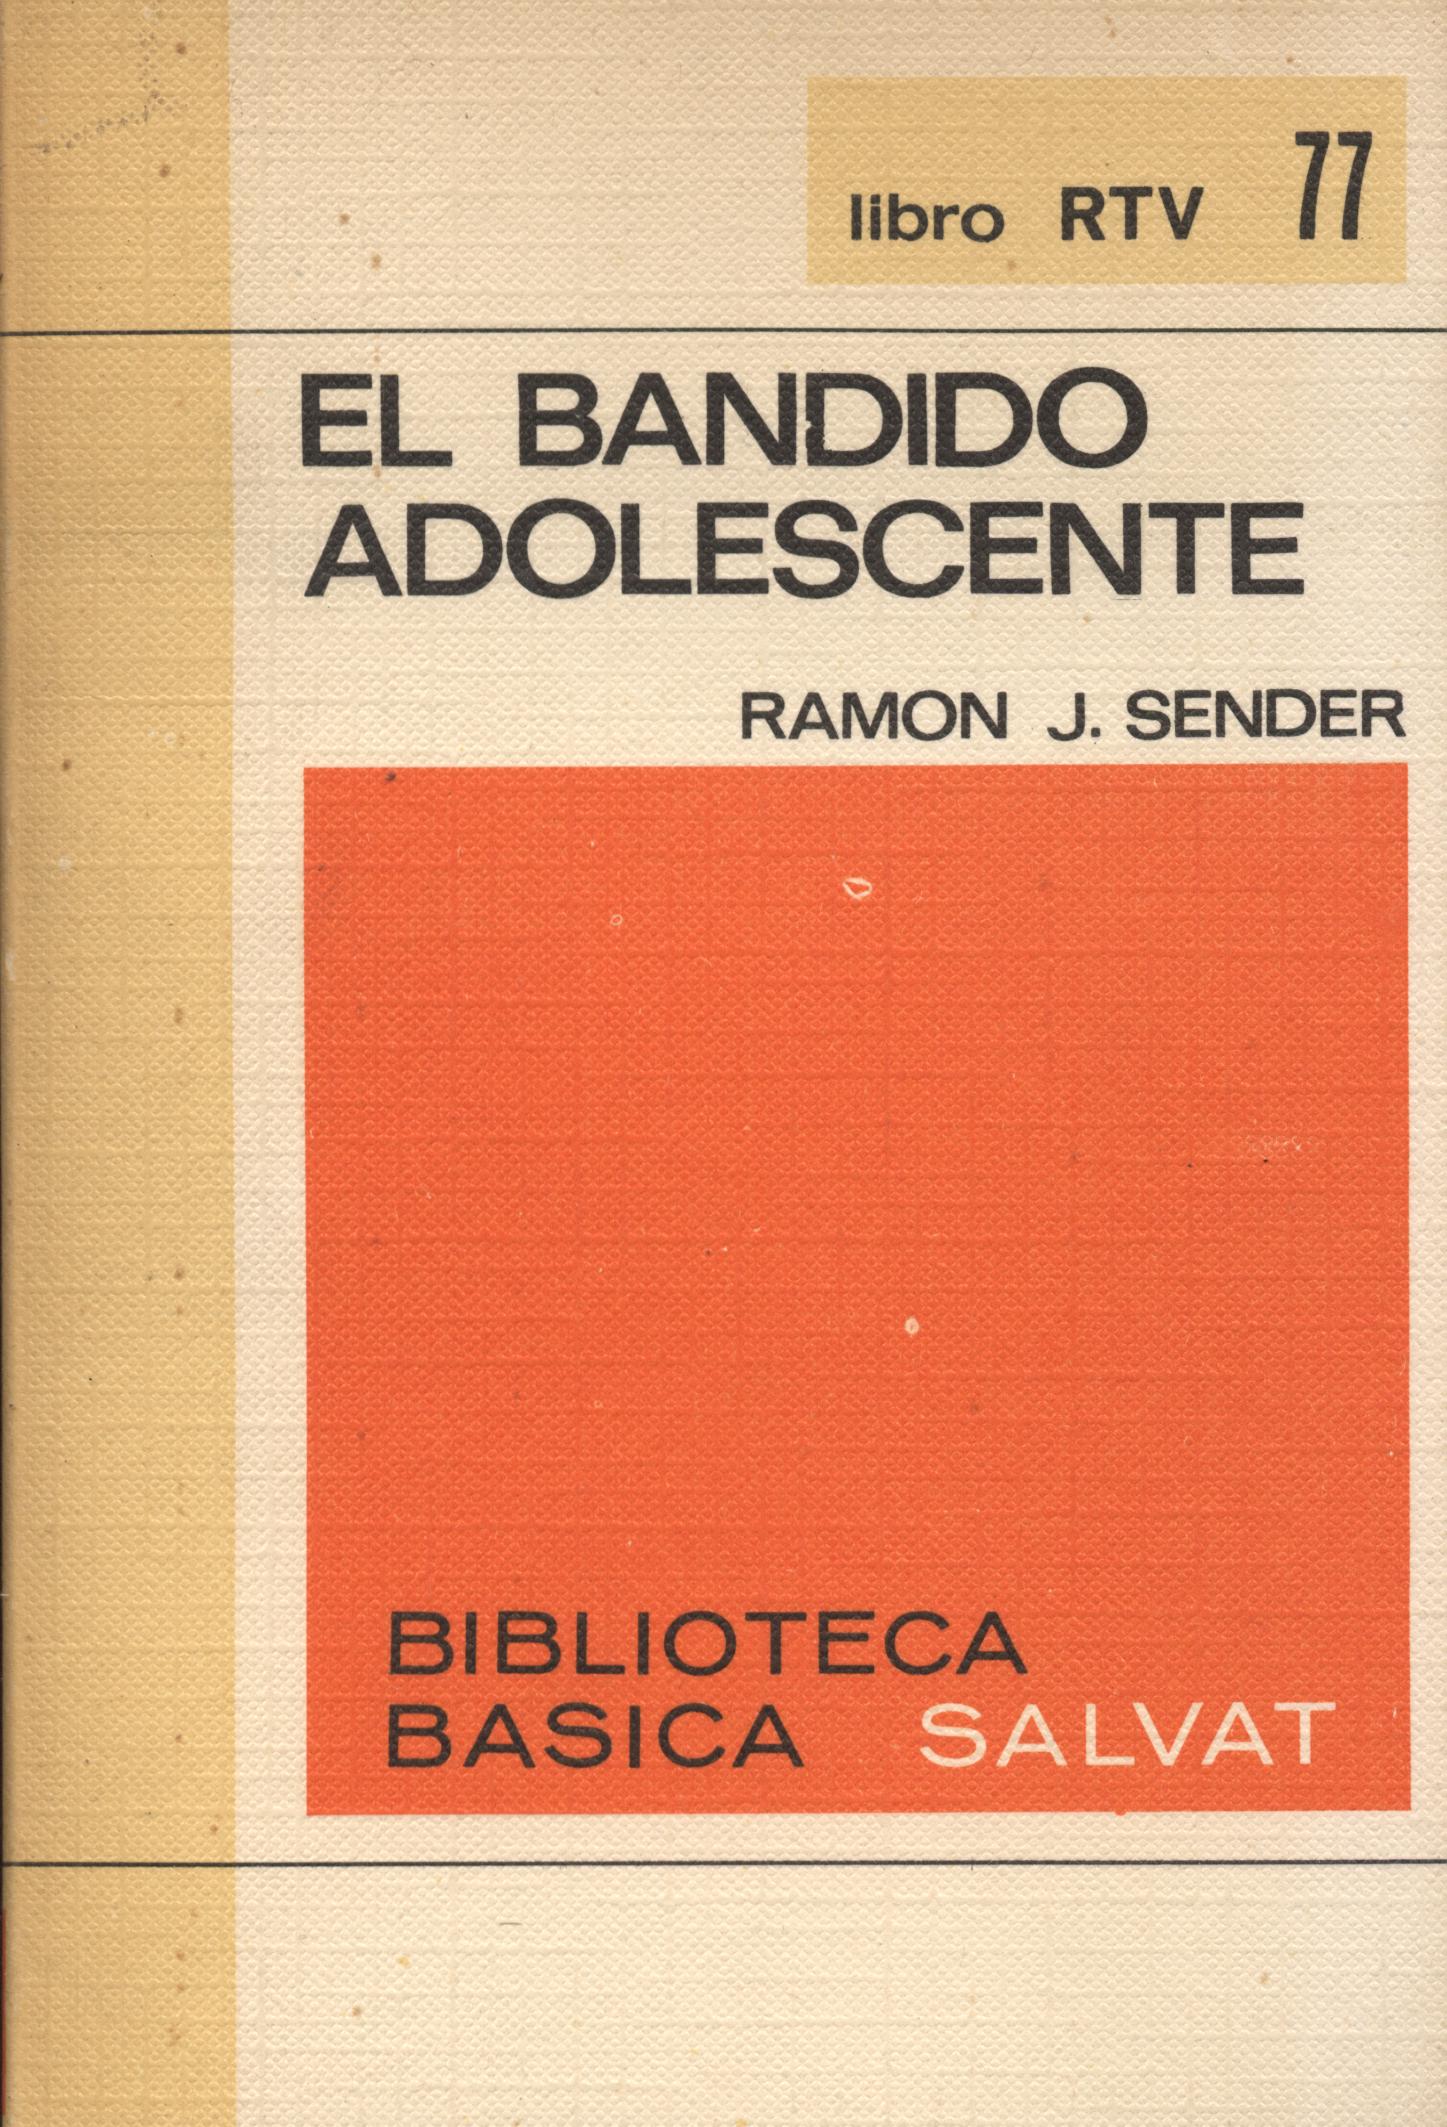 libro RTV 77
EL BANDIDO
ADOLESCENTE
RAMON J. SENDER
BIBLIOTECA
BASICA SALVAT